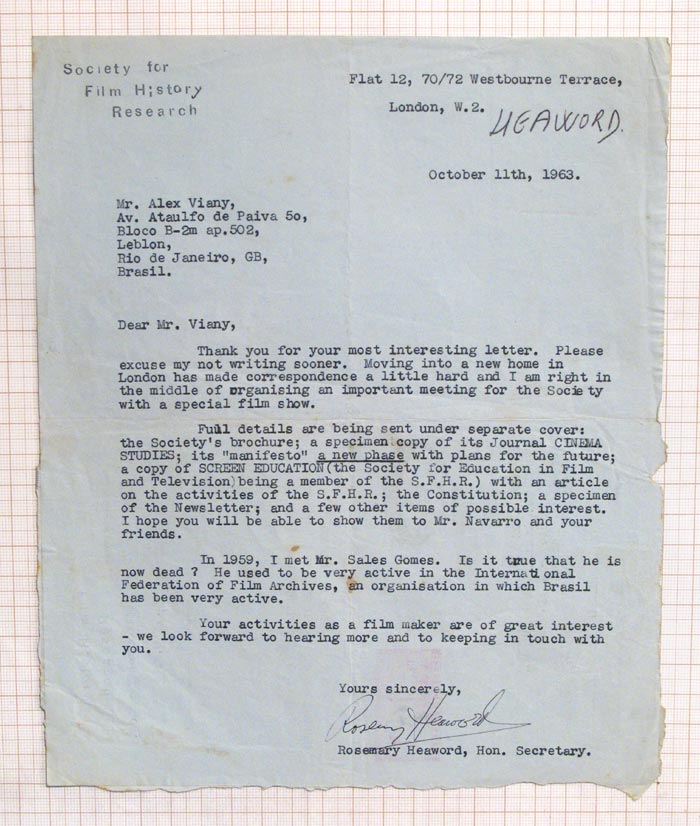 Society for
Film History
Research
Flat 12, 70/72 Westbourne Terrace,
London, W.2.
HEAWORD.
October 11th, 1963.
Mr. Alex Viany,
Av. Ataulfo de Paiva 5o,
Bloco B-2m ap.502,
Leblon,
Rio de Janeiro, GB,
Brasil.
Dear Mr. Viany,
Thank you for your most interesting letter. Please
excuse my not writing sooner. Moving into a new home in
London has made correspondence a little hard and I am right in
the middle of organising an important meeting for the Society
with a special film show.
Full details are being sent under separate cover:
the Society's brochure; a specimen copy of its Journal CINEMA
STUDIES; its "manifesto" a new phase with plans for the future;
a copy of SCREEN EDUCATION(the Society for Education in Film
and Television)being a member of the S.F.H.R.) with an article
on the activities of the S.F.H.R.; the Constitution; a specimen
of the Newsletter; and a few other items of possible interest.
I hope you will be able to show them to Mr. Navarro and your
friends.
In 1959, I met Mr. Sales Gomes. Is it true that he is
now dead ? He used to be very active in the International
Federation of Film Archives, an organisation in which Brasil
has been very active.
Your activities as a film maker are of great interest
- we look forward to hearing more and to keeping in touch with
you.
Yours sincerely,
Rosemary Heaword
Rosemary Heaword, Hon. Secretary.